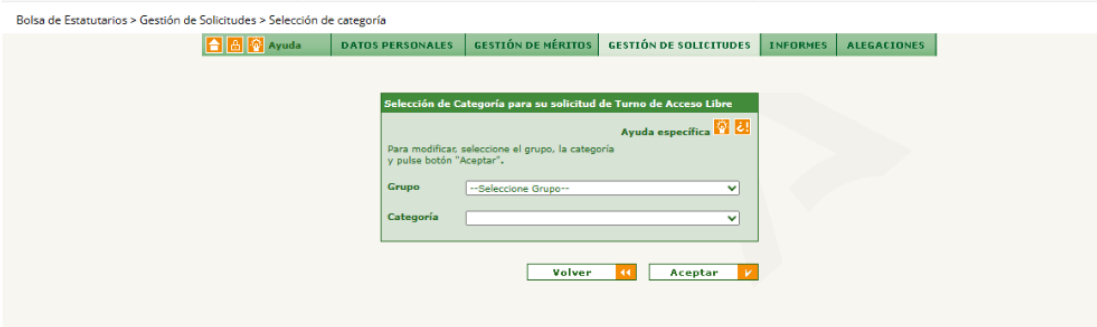 Bolsa de Estatutarios > Gestión de Solicitudes > Selección de categoría
Ayuda DATOS PERSONALES GESTIÓN DE MÉRITOS GESTIÓN DE SOLICITUDES INFORMES ALEGACIONES
Selección de Categoría para su solicitud de Turno de Acceso Libre
Ayuda específica
Para modificar, seleccione el grupo, la categoría
y pulse botón "Aceptar".
Grupo --Seleccione Grupo--
Categoría
Volver Aceptar